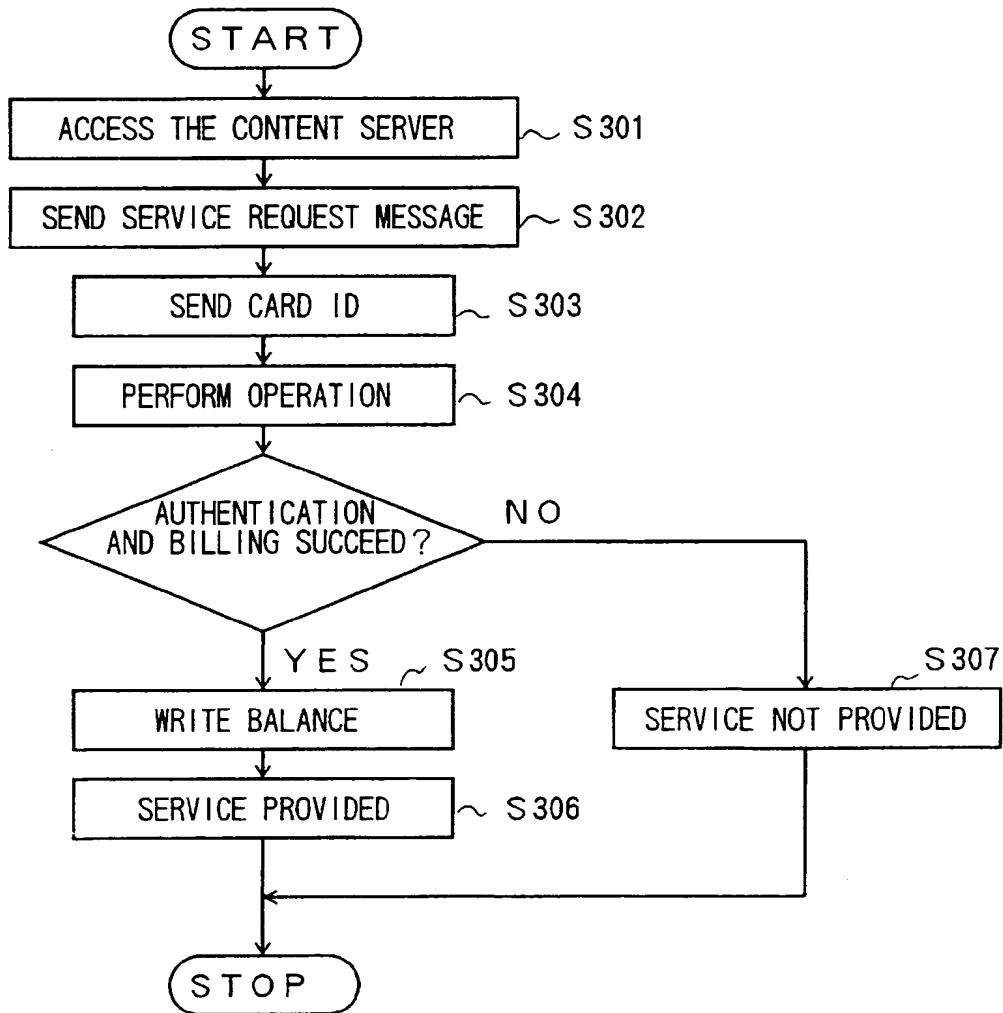 START
ACCESS THE CONTENT SERVER
S301
SEND SERVICE REQUEST MESSAGE
S302
SEND CARD ID
S303
PERFORM OPERATION
S304
AUTHENTICATION
AND BILLING SUCCEED?
NO
YES
S305
WRITE BALANCE
S307
SERVICE NOT PROVIDED
SERVICE PROVIDED
S306
STOP